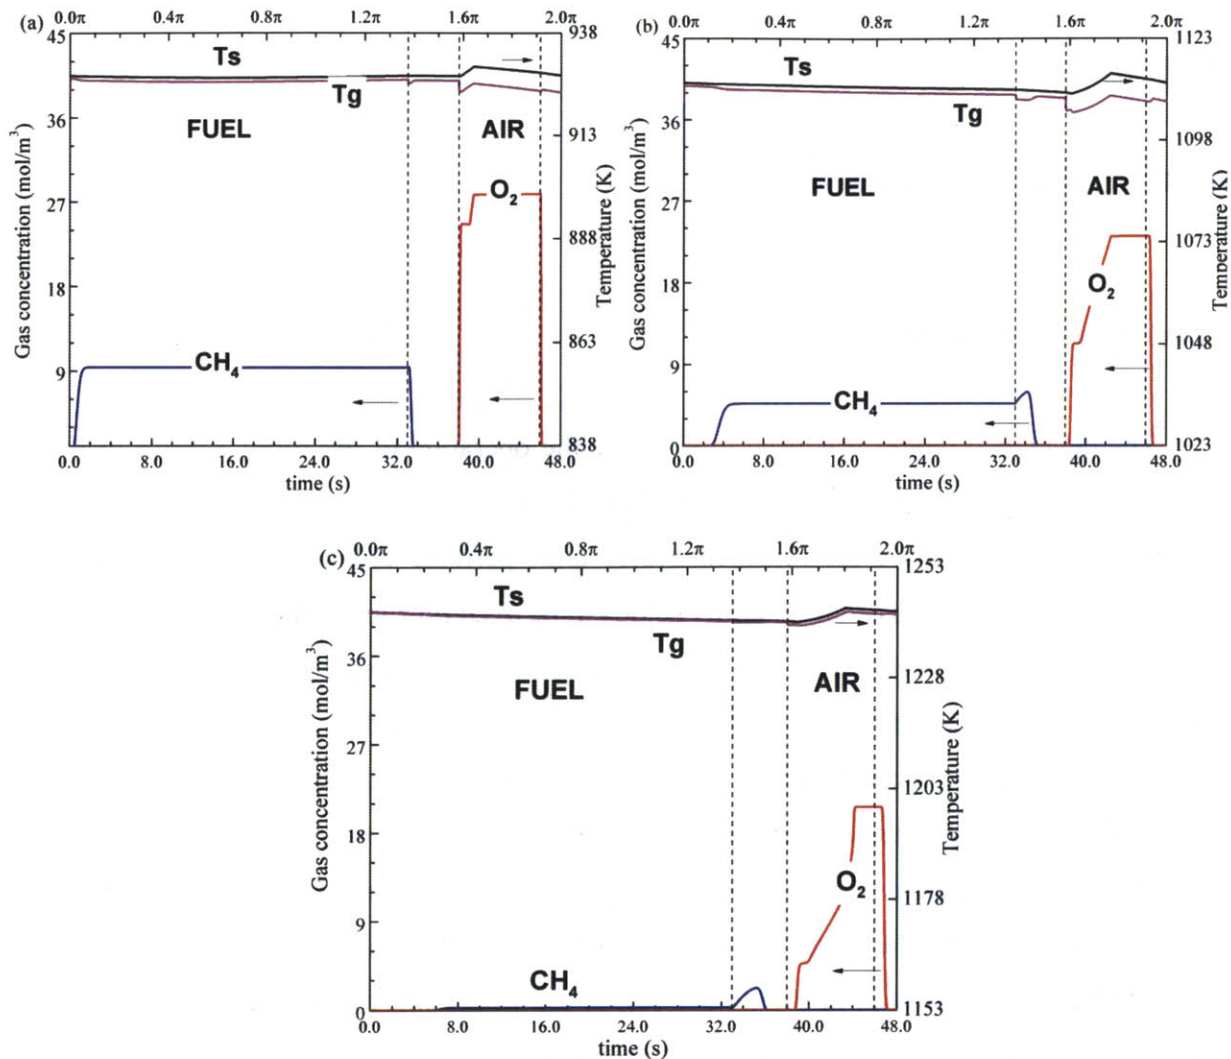 (a)
0.0π 0.4π 0.8π 1.2π 1.6π 2.0π
45 36 27 18 9
Gas concentration (mol/m³)
Ts
Tg
FUEL
AIR
O₂
CH₄
938 913 888 863 838
Temperature (K)
0.0 8.0 16.0 24.0 32.0 40.0 48.0
time (s)
(b)
0.0π 0.4π 0.8π 1.2π 1.6π 2.0π
45 36 27 18 9 0
Gas concentration (mol/m³)
Ts
Tg
FUEL
AIR
O₂
CH₄
1123 1098 1073 1048 1023
Temperature (K)
0.0 8.0 16.0 24.0 32.0 40.0 48.0
time (s)
(c)
0.0π 0.4π 0.8π 1.2π 1.6π 2.0π
45 36 27 18 9 0
Gas concentration (mol/m³)
Ts
Tg
FUEL
AIR
O₂
CH₄
1253 1228 1203 1178 1153
Temperature (K)
0.0 8.0 16.0 24.0 32.0 40.0 48.0
time (s)